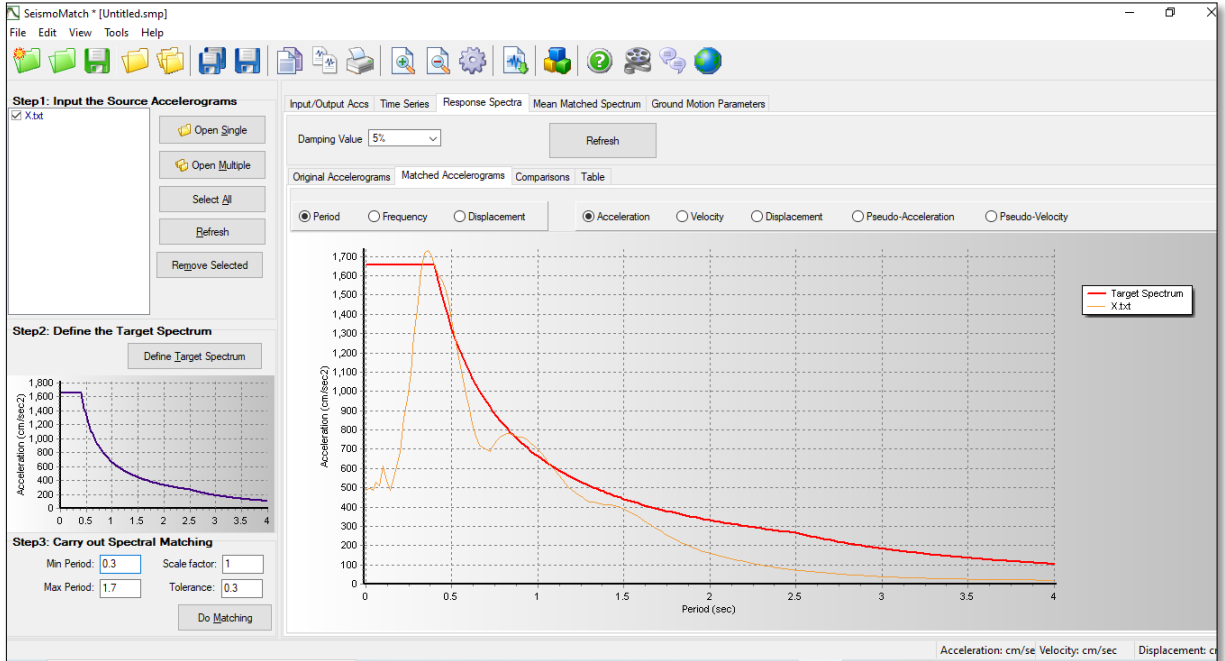 SeismoMatch * [Untitled.smp]
File Edit View Tools Help
Step1: Input the Source Accelerograms
X.txt
Open Single
Open Multiple
Select All
Refresh
Remove Selected
Step2: Define the Target Spectrum
Define Target Spectrum
Acceleration (cm/sec2)
1,800
1,600
1,400
1,200
1,000
800
600
400
200
0
0 0.5 1 1.5 2 2.5 3 3.5 4
Step3: Carry out Spectral Matching
Min Period: 0.3 Scale factor: 1
Max Period: 1.7 Tolerance: 0.3
Do Matching
Input/Output Accs Time Series Response Spectra Mean Matched Spectrum Ground Motion Parameters
Damping Value 5% Refresh
Original Accelerograms Matched Accelerograms Comparisons Table
Period Frequency Displacement Acceleration Velocity Displacement Pseudo-Acceleration Pseudo-Velocity
Acceleration (cm/sec2)
1,700
1,600
1,500
1,400
1,300
1,200
1,100
1,000
900
800
700
600
500
400
300
200
100
0
0 0.5 1 1.5 2 2.5 3 3.5 4
Period (sec)
Target Spectrum
X.txt
Acceleration: cm/se Velocity: cm/sec Displacement: c